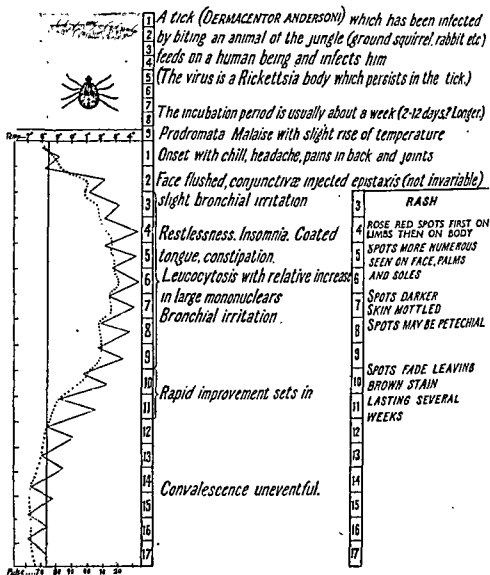 1 A tick (DERMACENTOR ANDERSONI) which has been infected
2 by biting an animal of the jungle (ground squirrel, rabbit etc)
3
4 feeds on a human being and infects him
5 (The virus is a Rickettsia body which persists in the tick.)
6
7 The incubation period is usually about a week (2-12 days? Longer.)
8
9 Prodromata Malaise with slight rise of temperature
1 Onset with chill, headache, pains in back and joints
2 Face flushed, conjunctivæ injected epistaxis (not invariable)
3 slight bronchial irritation
4 Restlessness. Insomnia. Coated
5 tongue, constipation.
6 Leucocytosis with relative increase
7 in large mononuclears
Bronchial irritation.
8
9
10 Rapid improvement sets in
11
12
13
14 Convalescence uneventful.
15
16
17
3 RASH
4 ROSE RED SPOTS FIRST ON
LIMBS THEN ON BODY
5 SPOTS MORE NUMEROUS
SEEN ON FACE, PALMS
6 AND SOLES
7 SPOTS DARKER
SKIN MOTTLED
8 SPOTS MAY BE PETECHIAL
9
SPOTS FADE LEAVING
10 BROWN STAIN
LASTING SEVERAL
11 WEEKS
12
13
14
15
16
17
Pulse.... 70 80 90